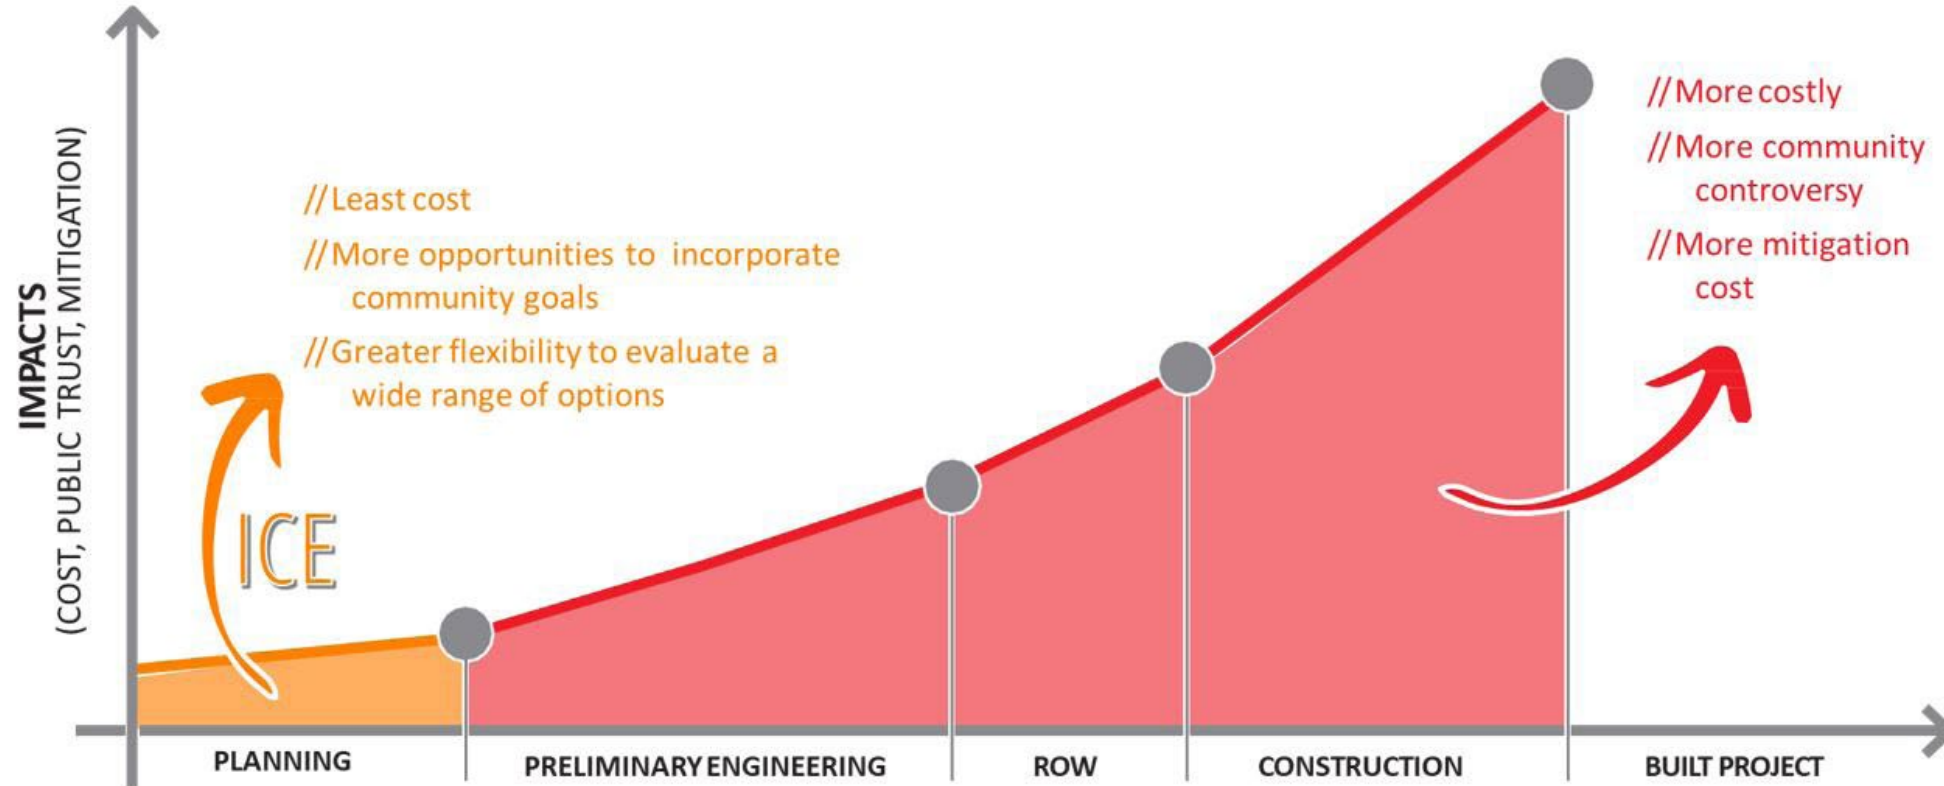 IMPACTS
(COST, PUBLIC TRUST, MITIGATION)
//Least cost
//More opportunities to incorporate
community goals
//Greater flexibility to evaluate a
wide range of options
ICE
//More costly
//More community
controversy
//More mitigation
cost
PLANNING
PRELIMINARY ENGINEERING
ROW
CONSTRUCTION
BUILT PROJECT